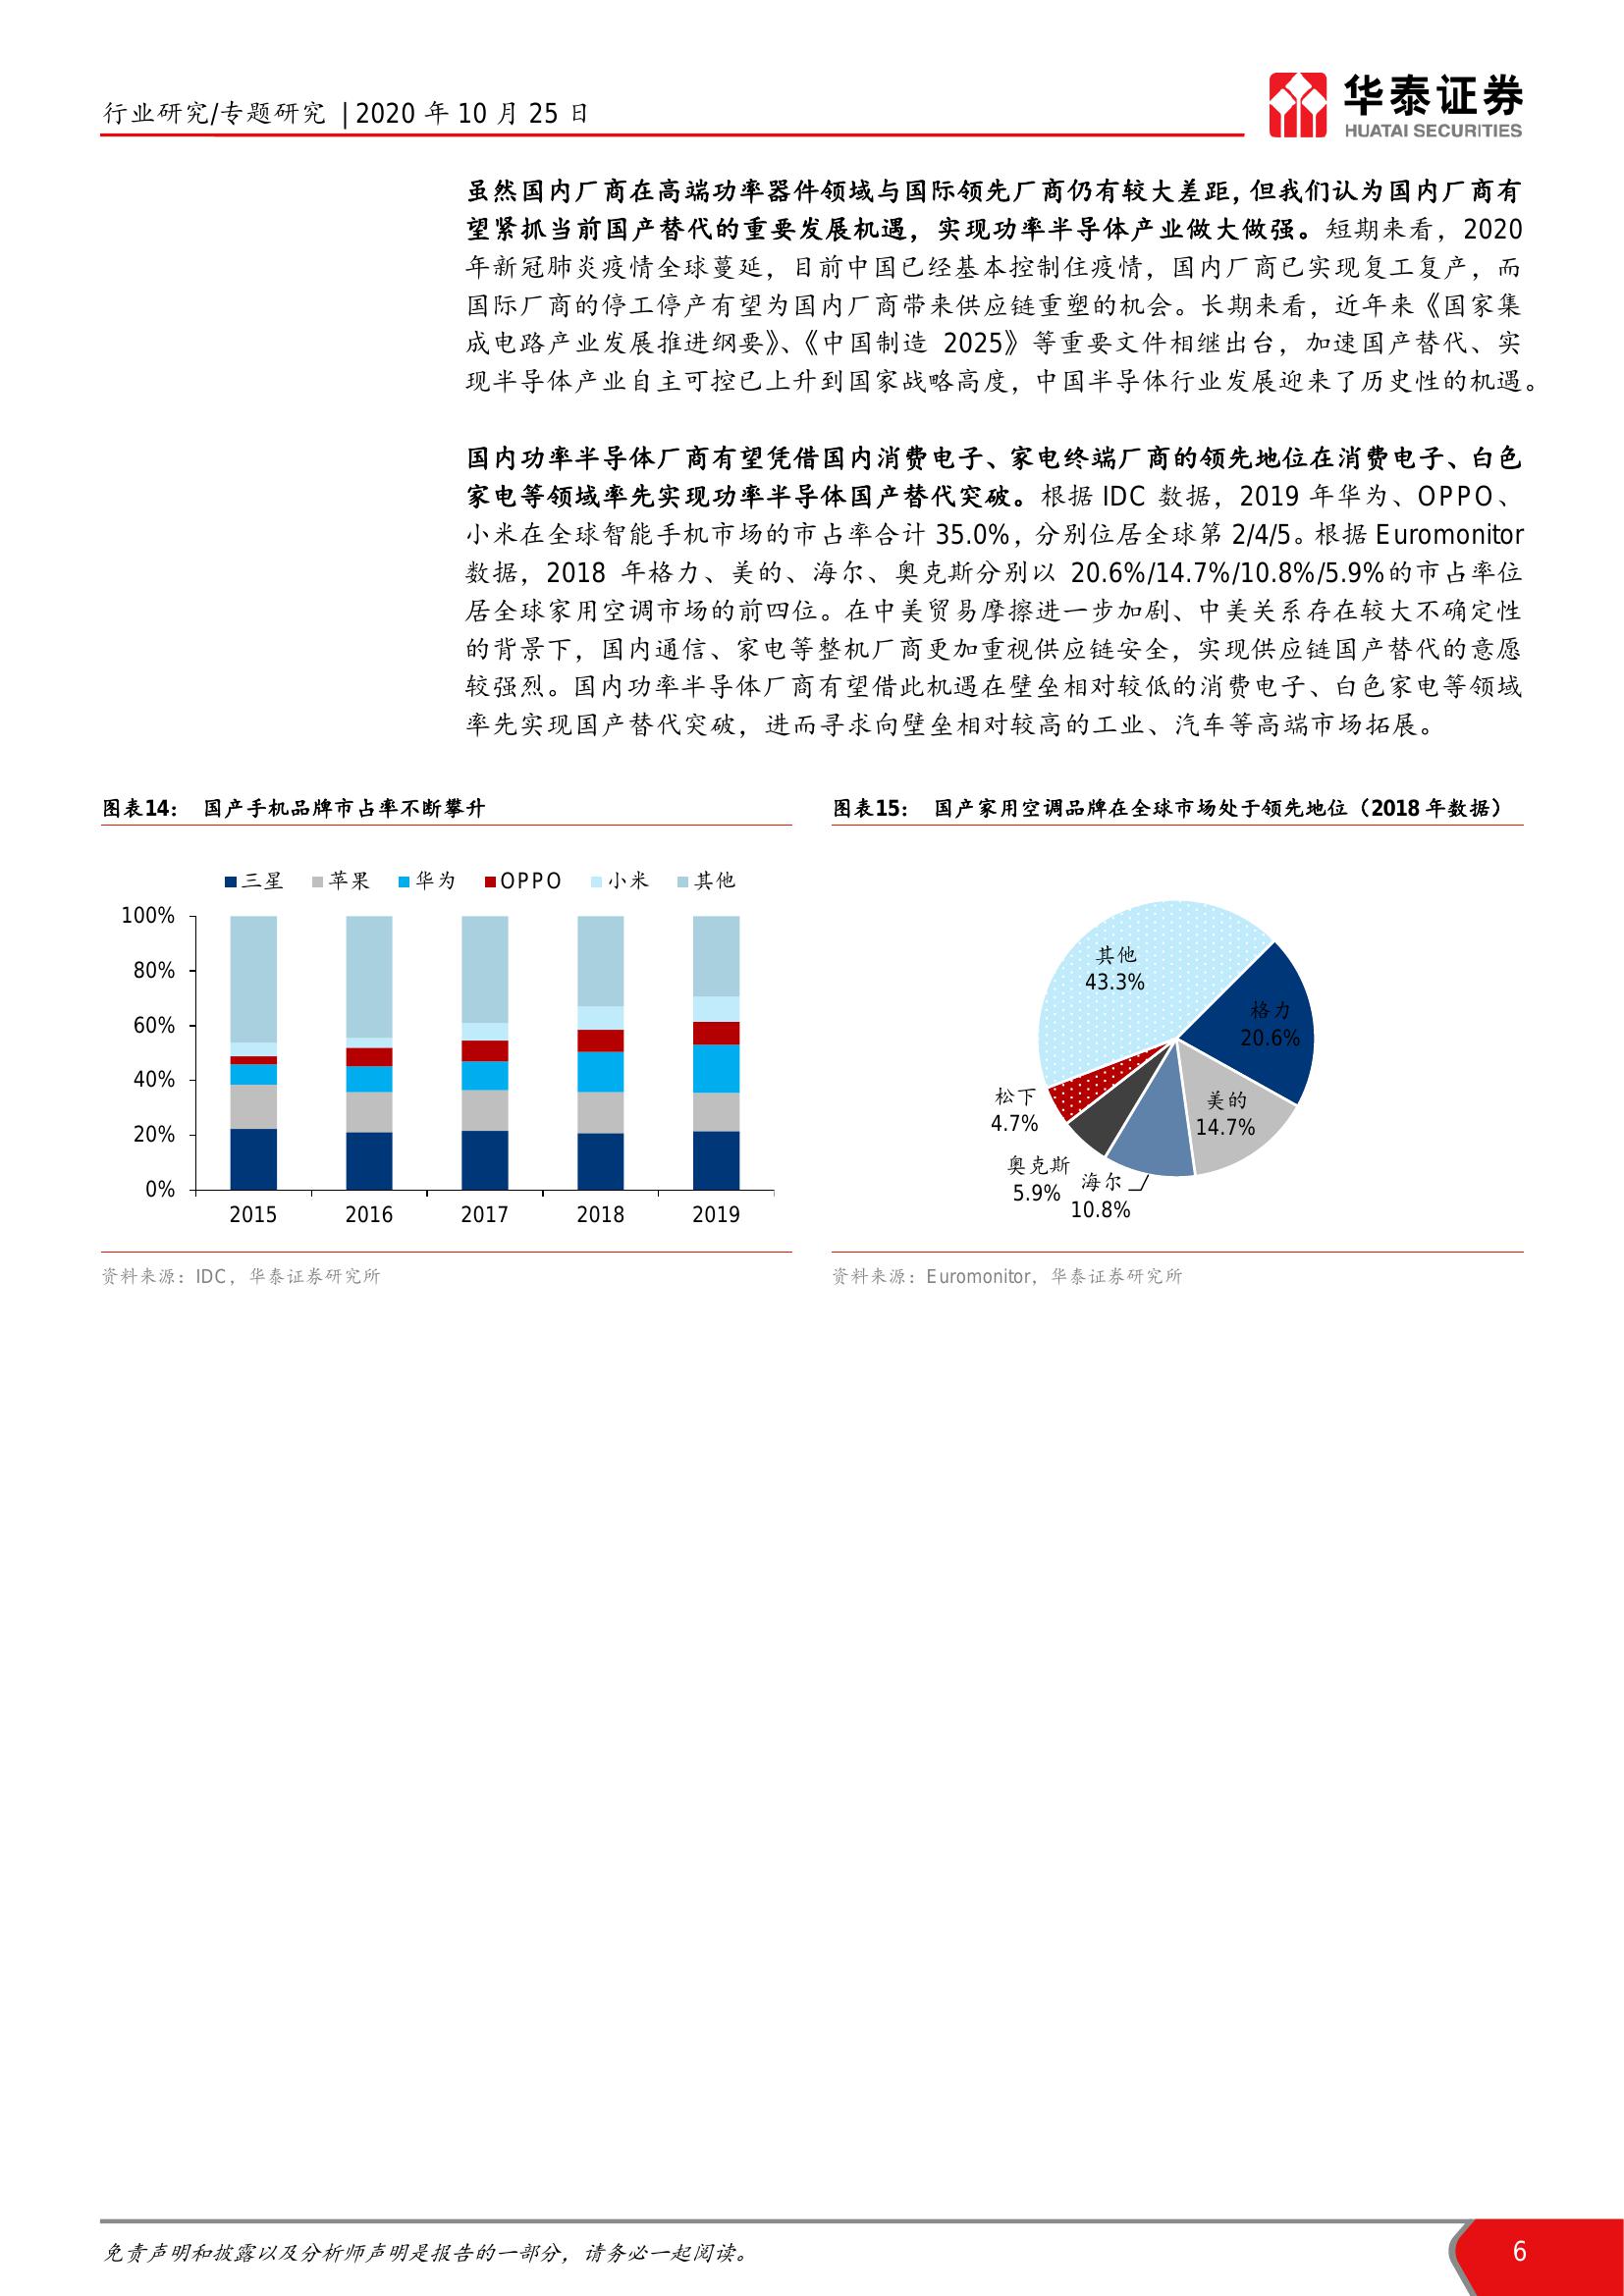 行业研究/专题研究 | 2020 年 10 月 25 日
华泰证券
HUATAI SECURITIES
虽然国内厂商在高端功率器件领域与国际领先厂商仍有较大差距，但我们认为国内厂商有
望紧抓当前国产替代的重要发展机遇，实现功率半导体产业做大做强。短期来看，2020
年新冠肺炎疫情全球蔓延，目前中国已经基本控制住疫情，国内厂商已实现复工复产，而
国际厂商的停工停产有望为国内厂商带来供应链重塑的机会。长期来看，近年来《国家集
成电路产业发展推进纲要》、《中国制造 2025》等重要文件相继出台，加速国产替代、实
现半导体产业自主可控已上升到国家战略高度，中国半导体行业发展迎来了历史性的机遇。
国内功率半导体厂商有望凭借国内消费电子、家电终端厂商的领先地位在消费电子、白色
家电等领域率先实现功率半导体国产替代突破。根据 IDC 数据，2019 年华为、OPPO、
小米在全球智能手机市场的市占率合计 35.0%，分别位居全球第 2/4/5。根据 Euromonitor
数据，2018 年格力、美的、海尔、奥克斯分别以 20.6%/14.7%/10.8%/5.9%的市占率位
居全球家用空调市场的前四位。在中美贸易摩擦进一步加剧、中美关系存在较大不确定性
的背景下，国内通信、家电等整机厂商更加重视供应链安全，实现供应链国产替代的意愿
较强烈。国内功率半导体厂商有望借此机遇在壁垒相对较低的消费电子、白色家电等领域
率先实现国产替代突破，进而寻求向壁垒相对较高的工业、汽车等高端市场拓展。
图表14： 国产手机品牌市占率不断攀升
三星 苹果 华为 OPPO 小米 其他
100%
80%
60%
40%
20%
0%
2015 2016 2017 2018 2019
资料来源：IDC，华泰证券研究所
图表15： 国产家用空调品牌在全球市场处于领先地位（2018 年数据）
其他
43.3%
格力
20.6%
美的
14.7%
松下
4.7%
奥克斯
5.9%
海尔
10.8%
资料来源：Euromonitor，华泰证券研究所
免责声明和披露以及分析师声明是报告的一部分，请务必一起阅读。
6